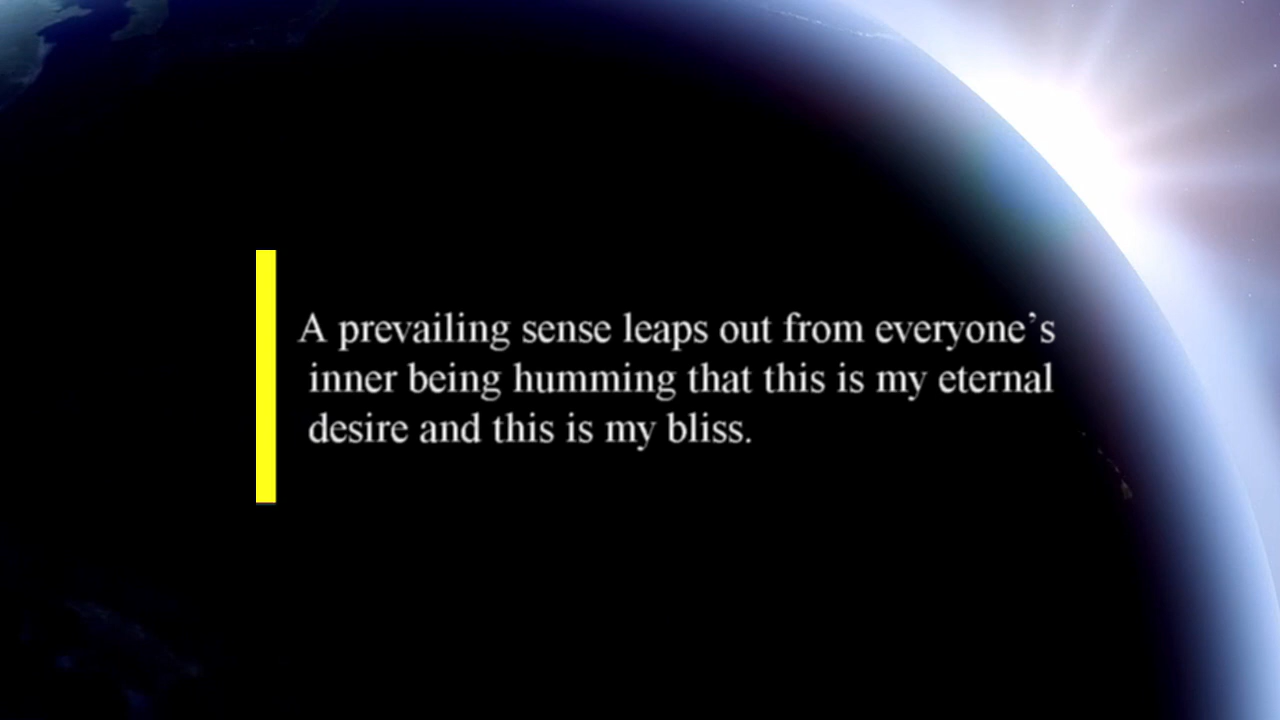 A prevailing sense leaps out from everyone’s
inner being humming that this is my eternal
desire and this is my bliss.